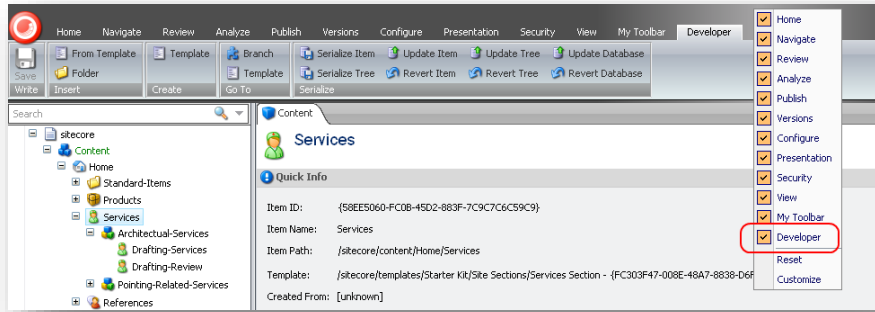 Home Navigate Review Analyze Publish Versions Configure Presentation Security View My Toolbar Developer
Save
Write
From Template
Folder
Insert
Template
Create
Branch
Template
Go To
Serialize Item Update Item Update Tree Update Database
Serialize Tree Revert Item Revert Tree Revert Database
Serialize
Home
Navigate
Review
Analyze
Publish
Versions
Configure
Presentation
Security
View
My Toolbar
Developer
Reset
Customize
Search
sitecore
Content
Home
Standard-Items
Products
Services
Architectual-Services
Drafting-Services
Drafting-Review
Pointing-Related-Services
References
Content
Services
Quick Info
Item ID: {58EE5060-FC0B-45D2-883F-7C9C7C6C59C9}
Item Name: Services
Item Path: /sitecore/content/Home/Services
Template: /sitecore/templates/Starter Kit/Site Sections/Services Section - {FC303F47-008E-48A7-8838-D6F
Created From: [unknown]